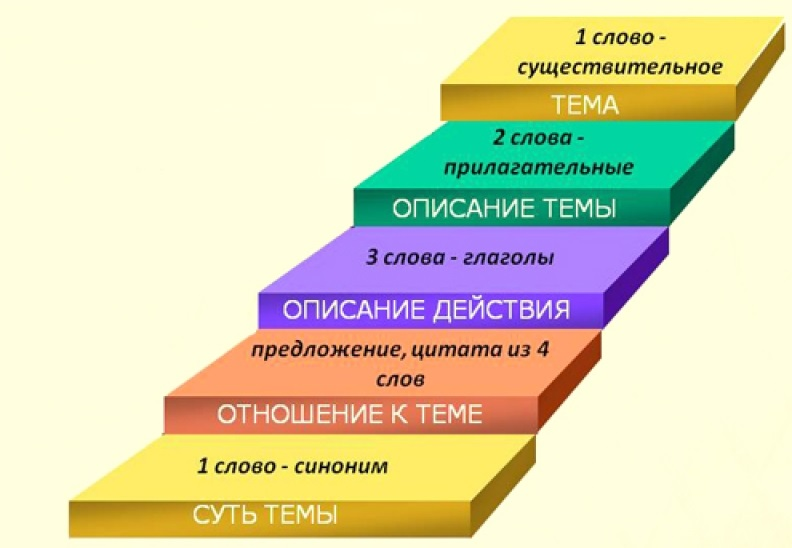 1 слово -
существительное
ТЕМА
2 слова -
прилагательные
ОПИСАНИЕ ТЕМЫ
3 слова - глаголы
ОПИСАНИЕ ДЕЙСТВИЯ
предложение, цитата из 4
слов
ОТНОШЕНИЕ К ТЕМЕ
1 слово - синоним
СУТЬ ТЕМЫ